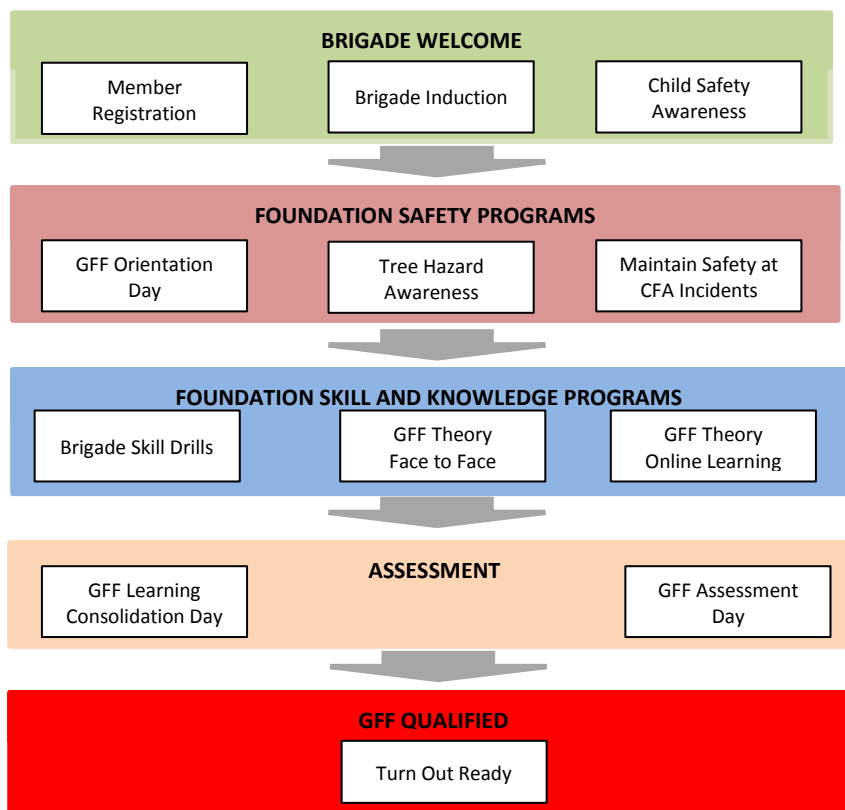 BRIGADE WELCOME
Member
Registration
Brigade Induction
Child Safety
Awareness
FOUNDATION SAFETY PROGRAMS
GFF Orientation
Day
Tree Hazard
Awareness
Maintain Safety at
CFA Incidents
FOUNDATION SKILL AND KNOWLEDGE PROGRAMS
Brigade Skill Drills
GFF Theory
Face to Face
GFF Theory
Online Learning
ASSESSMENT
GFF Learning
Consolidation Day
GFF Assessment
Day
GFF QUALIFIED
Turn Out Ready